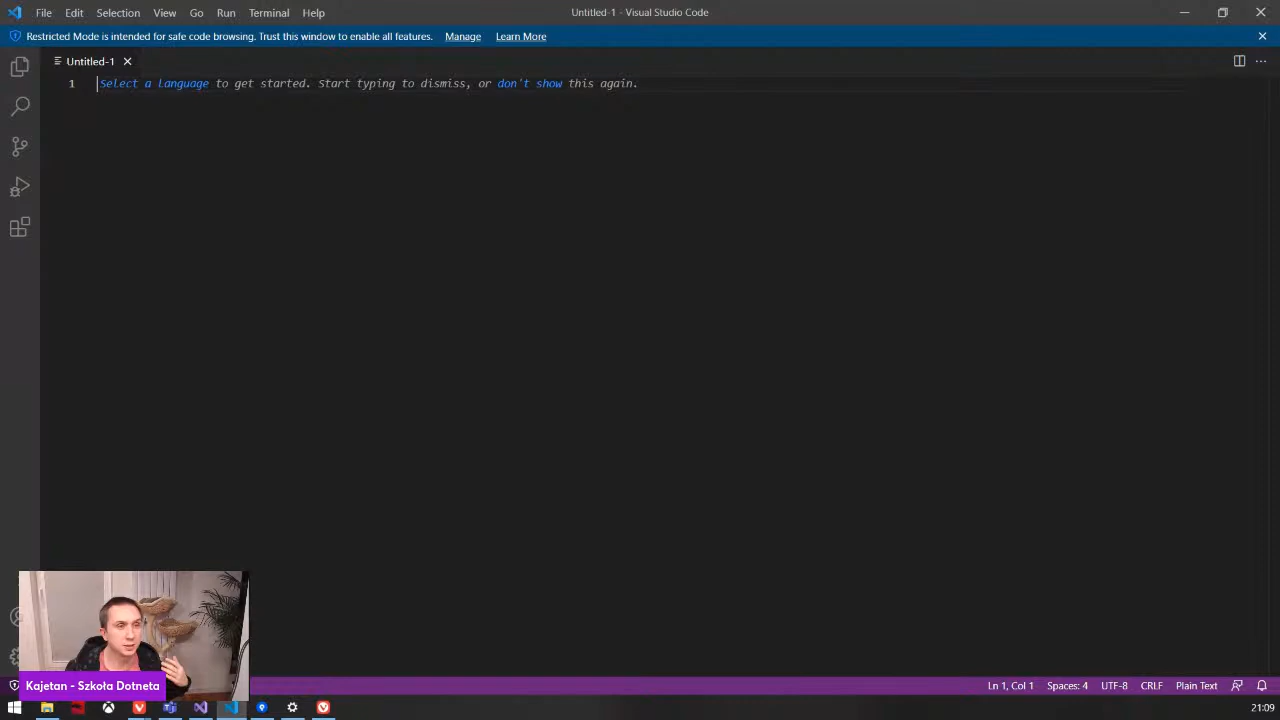 File Edit Selection View Go Run Terminal Help
Untitled-1 - Visual Studio Code
Restricted Mode is intended for safe code browsing. Trust this window to enable all features. Manage Learn More
Untitled-1
1 Select a language to get started. Start typing to dismiss, or don't show this again.
Kajetan - Szkoła Dotneta
Ln 1, Col 1 Spaces: 4 UTF-8 CRLF Plain Text
21:09